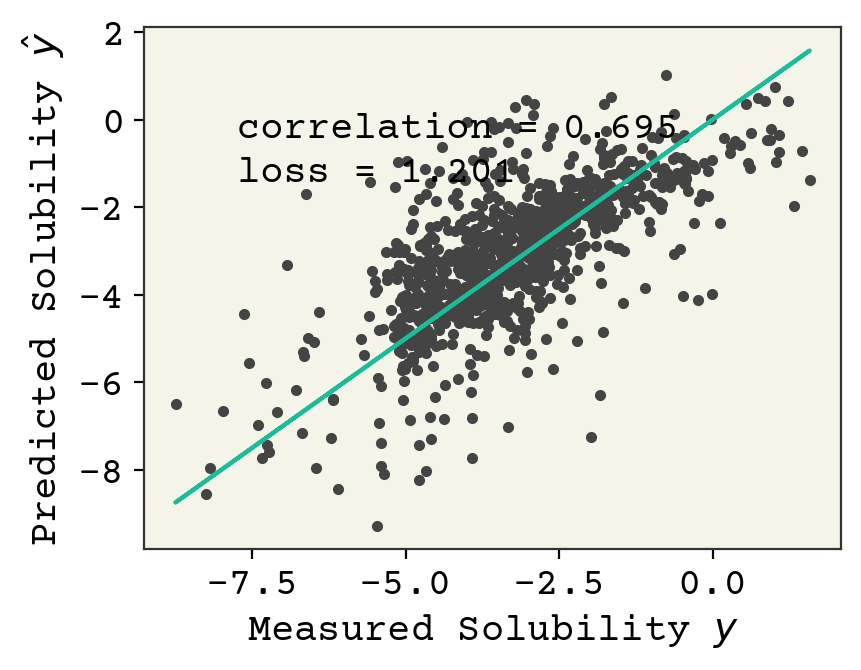 Predicted Solubility ŷ
2
0
−2
−4
−6
−8
correlation = 0.695
loss = 1.201
−7.5 −5.0 −2.5 0.0
Measured Solubility y